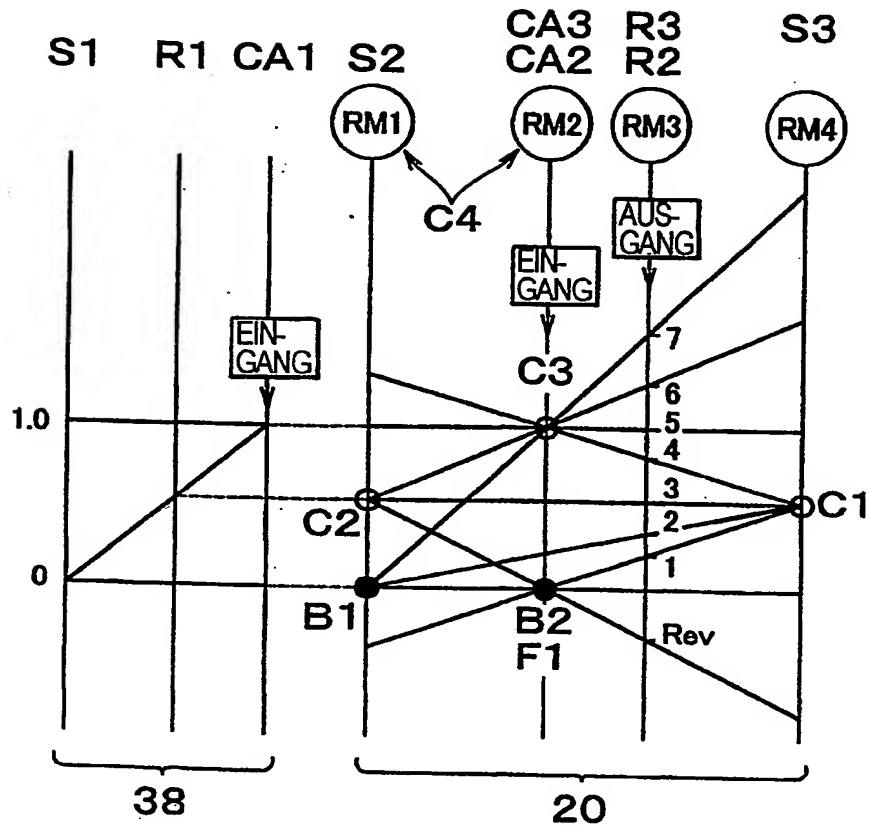 CA3 R3 S3
S1 R1 CA1 S2 CA2 R2
RM1 RM2 RM3 RM4
C4
AUS-
GANG
EIN-
GANG
EIN-
GANG
7
C3
6
1.0
5
4
3
C2
C1
2
0
1
B1
B2
F1
Rev
38
20